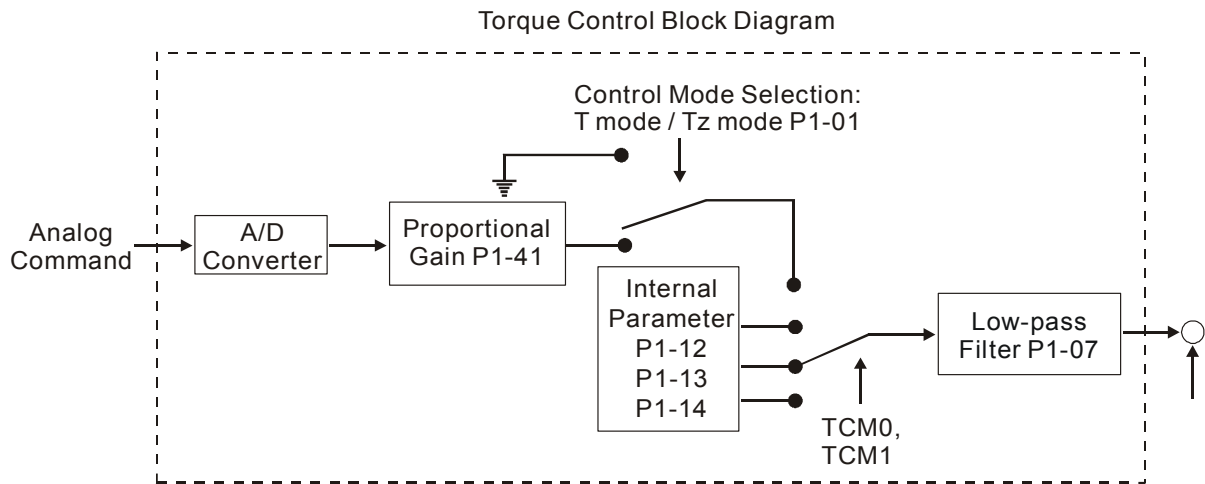 Torque Control Block Diagram
Control Mode Selection:
T mode / Tz mode P1-01
Analog
Command
A/D
Converter
Proportional
Gain P1-41
Internal
Parameter
P1-12
P1-13
P1-14
Low-pass
Filter P1-07
TCM0,
TCM1